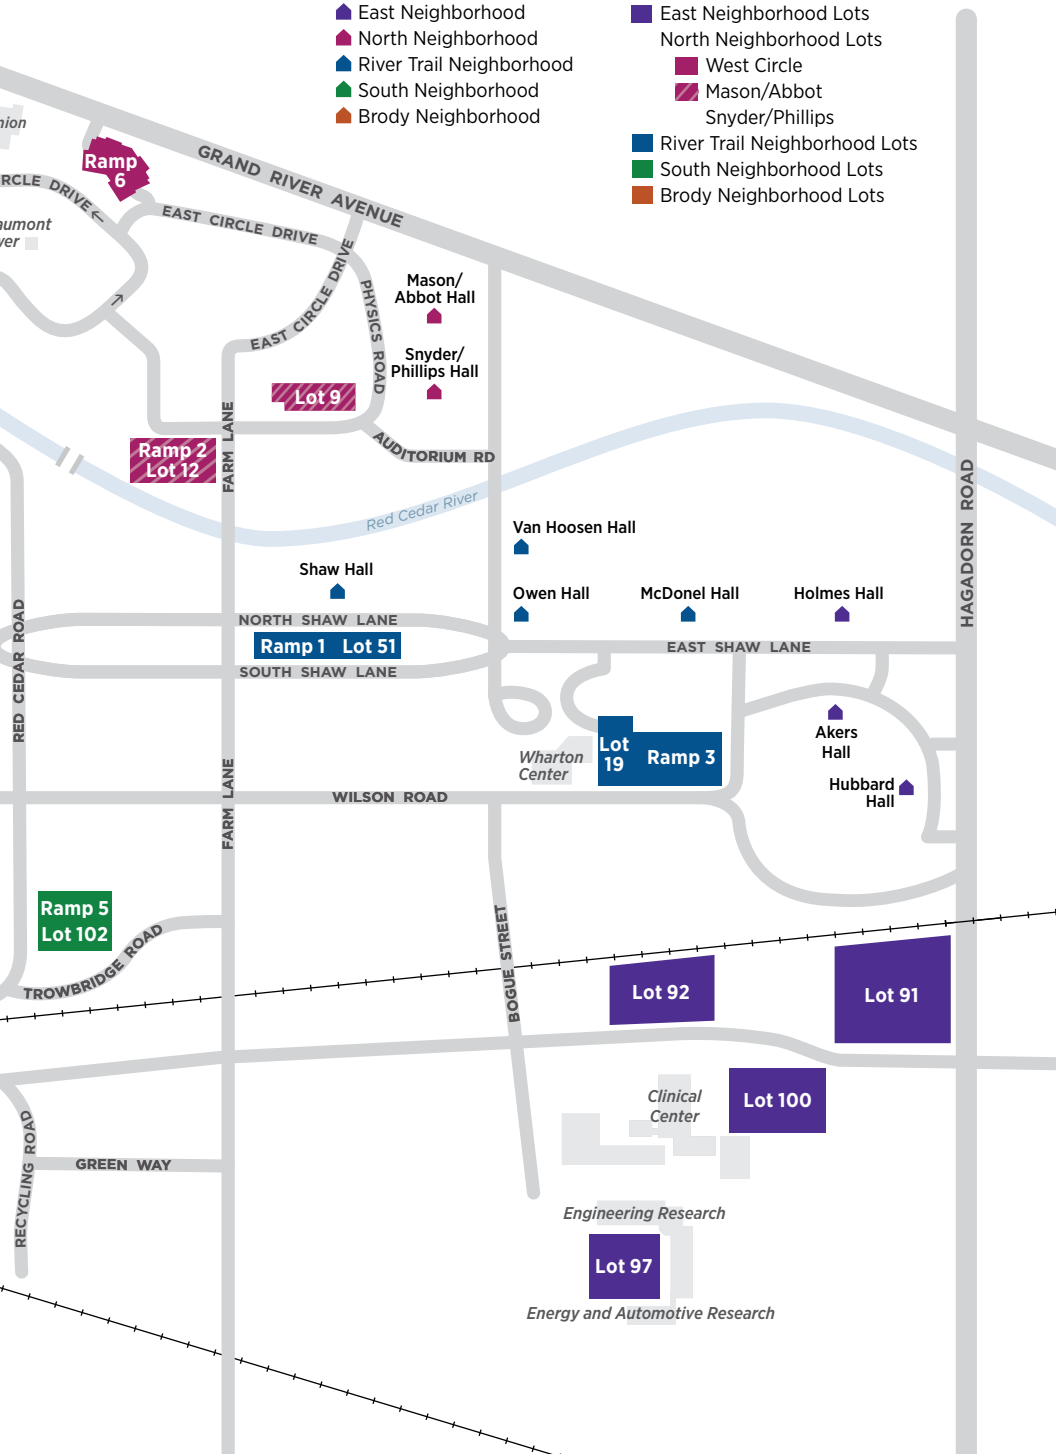 East Neighborhood
North Neighborhood
River Trail Neighborhood
South Neighborhood
Brody Neighborhood
East Neighborhood Lots
North Neighborhood Lots
West Circle
Mason/Abbot
Snyder/Phillips
River Trail Neighborhood Lots
South Neighborhood Lots
Brody Neighborhood Lots
GRAND RIVER AVENUE
Ramp
6
DRIVE
EAST CIRCLE DRIVE
EAST CIRCLE DRIVE
PHYSICS ROAD
Mason/
Abbot Hall
Snyder/
Phillips Hall
Lot 9
FARM LANE
AUDITORIUM RD
Ramp 2
Lot 12
HAGADORN ROAD
Red Cedar River
Van Hoosen Hall
Shaw Hall
Owen Hall
McDonel Hall
Holmes Hall
RED CEDAR ROAD
NORTH SHAW LANE
Ramp 1 Lot 51
EAST SHAW LANE
SOUTH SHAW LANE
Akers
Hall
Lot
19
Ramp 3
Wharton
Center
Hubbard
Hall
FARM LANE
WILSON ROAD
Ramp 5
Lot 102
TROWBRIDGE ROAD
BOGUE STREET
Lot 92
Lot 91
Clinical
Center
Lot 100
RECYCLING ROAD
GREEN WAY
Engineering Research
Lot 97
Energy and Automotive Research